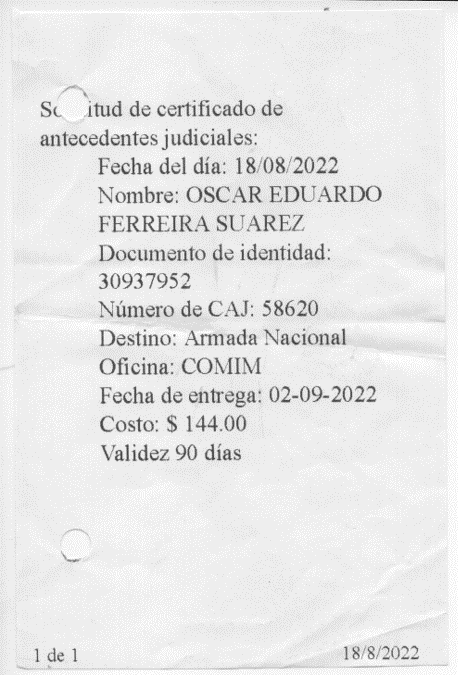 de certificado de
antecedentes judiciales:
Fecha del día: 18/08/2022
Nombre: OSCAR EDUARDO
FERREIRA SUAREZ
Documento de identidad:
30937952
Número de CAJ: 58620
Destino: Armada Nacional
Oficina: COMIM
Fecha de entrega: 02-09-2022
Costo: $ 144.00
Validez 90 días
1 de 1
18/8/2022